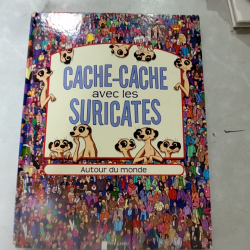 CACHE-CACHE
avec les
SURICATES
Autour du monde